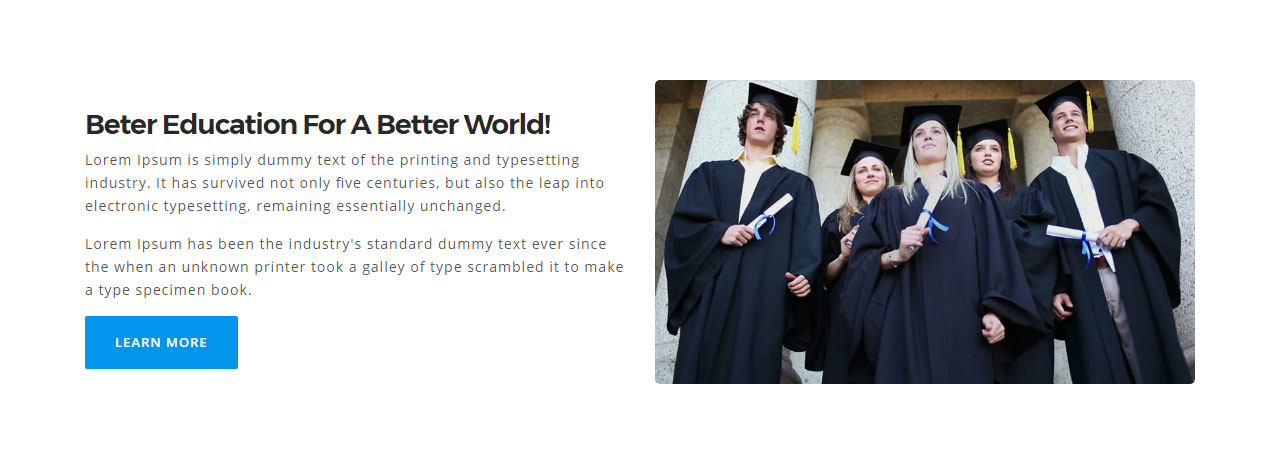 Beter Education For A Better World!
Lorem Ipsum is simply dummy text of the printing and typesetting
industry. It has survived not only five centuries, but also the leap into
electronic typesetting, remaining essentially unchanged.
Lorem Ipsum has been the industry's standard dummy text ever since
the when an unknown printer took a galley of type scrambled it to make
a type specimen book.
LEARN MORE